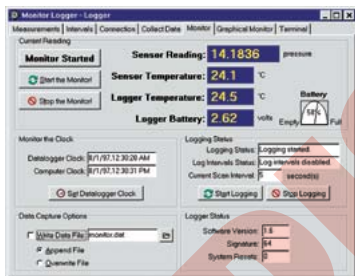 Monitor Logger - Logger
Measurements Intervals Connection Collect Data Monitor Graphical Monitor Terminal
Current Reading
Monitor Started
Start the Monitor!
Stop the Monitor!
Sensor Reading: 14.1836 pressure
Sensor Temperature: 24.1 °C
Logger Temperature: 24.5 °C
Logger Battery: 2.62 volts
Battery
58%
Empty Full
Monitor the Clock
Datalogger Clock: 8/1/97,12:30:28 AM
Computer Clock: 8/1/97,12:30:31 PM
Set Datalogger Clock
Logging Status
Logging Status: Logging started.
Log Intervals Status: Log intervals disabled.
Current Scan Interval: 5 second(s)
Start Logging Stop Logging
Data Capture Options
Write Data File: monitor.dat
Append File
Overwrite File
Logger Status
Software Version: 1.6
Signature: 64
System Resets: 0